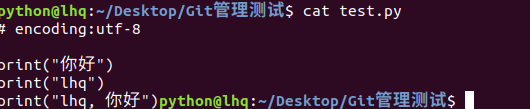 python@lhq:~/Desktop/Git管理测试$ cat test.py
# encoding:utf-8

print("你好")
print("lhq")
print("lhq, 你好")python@lhq:~/Desktop/Git管理测试$